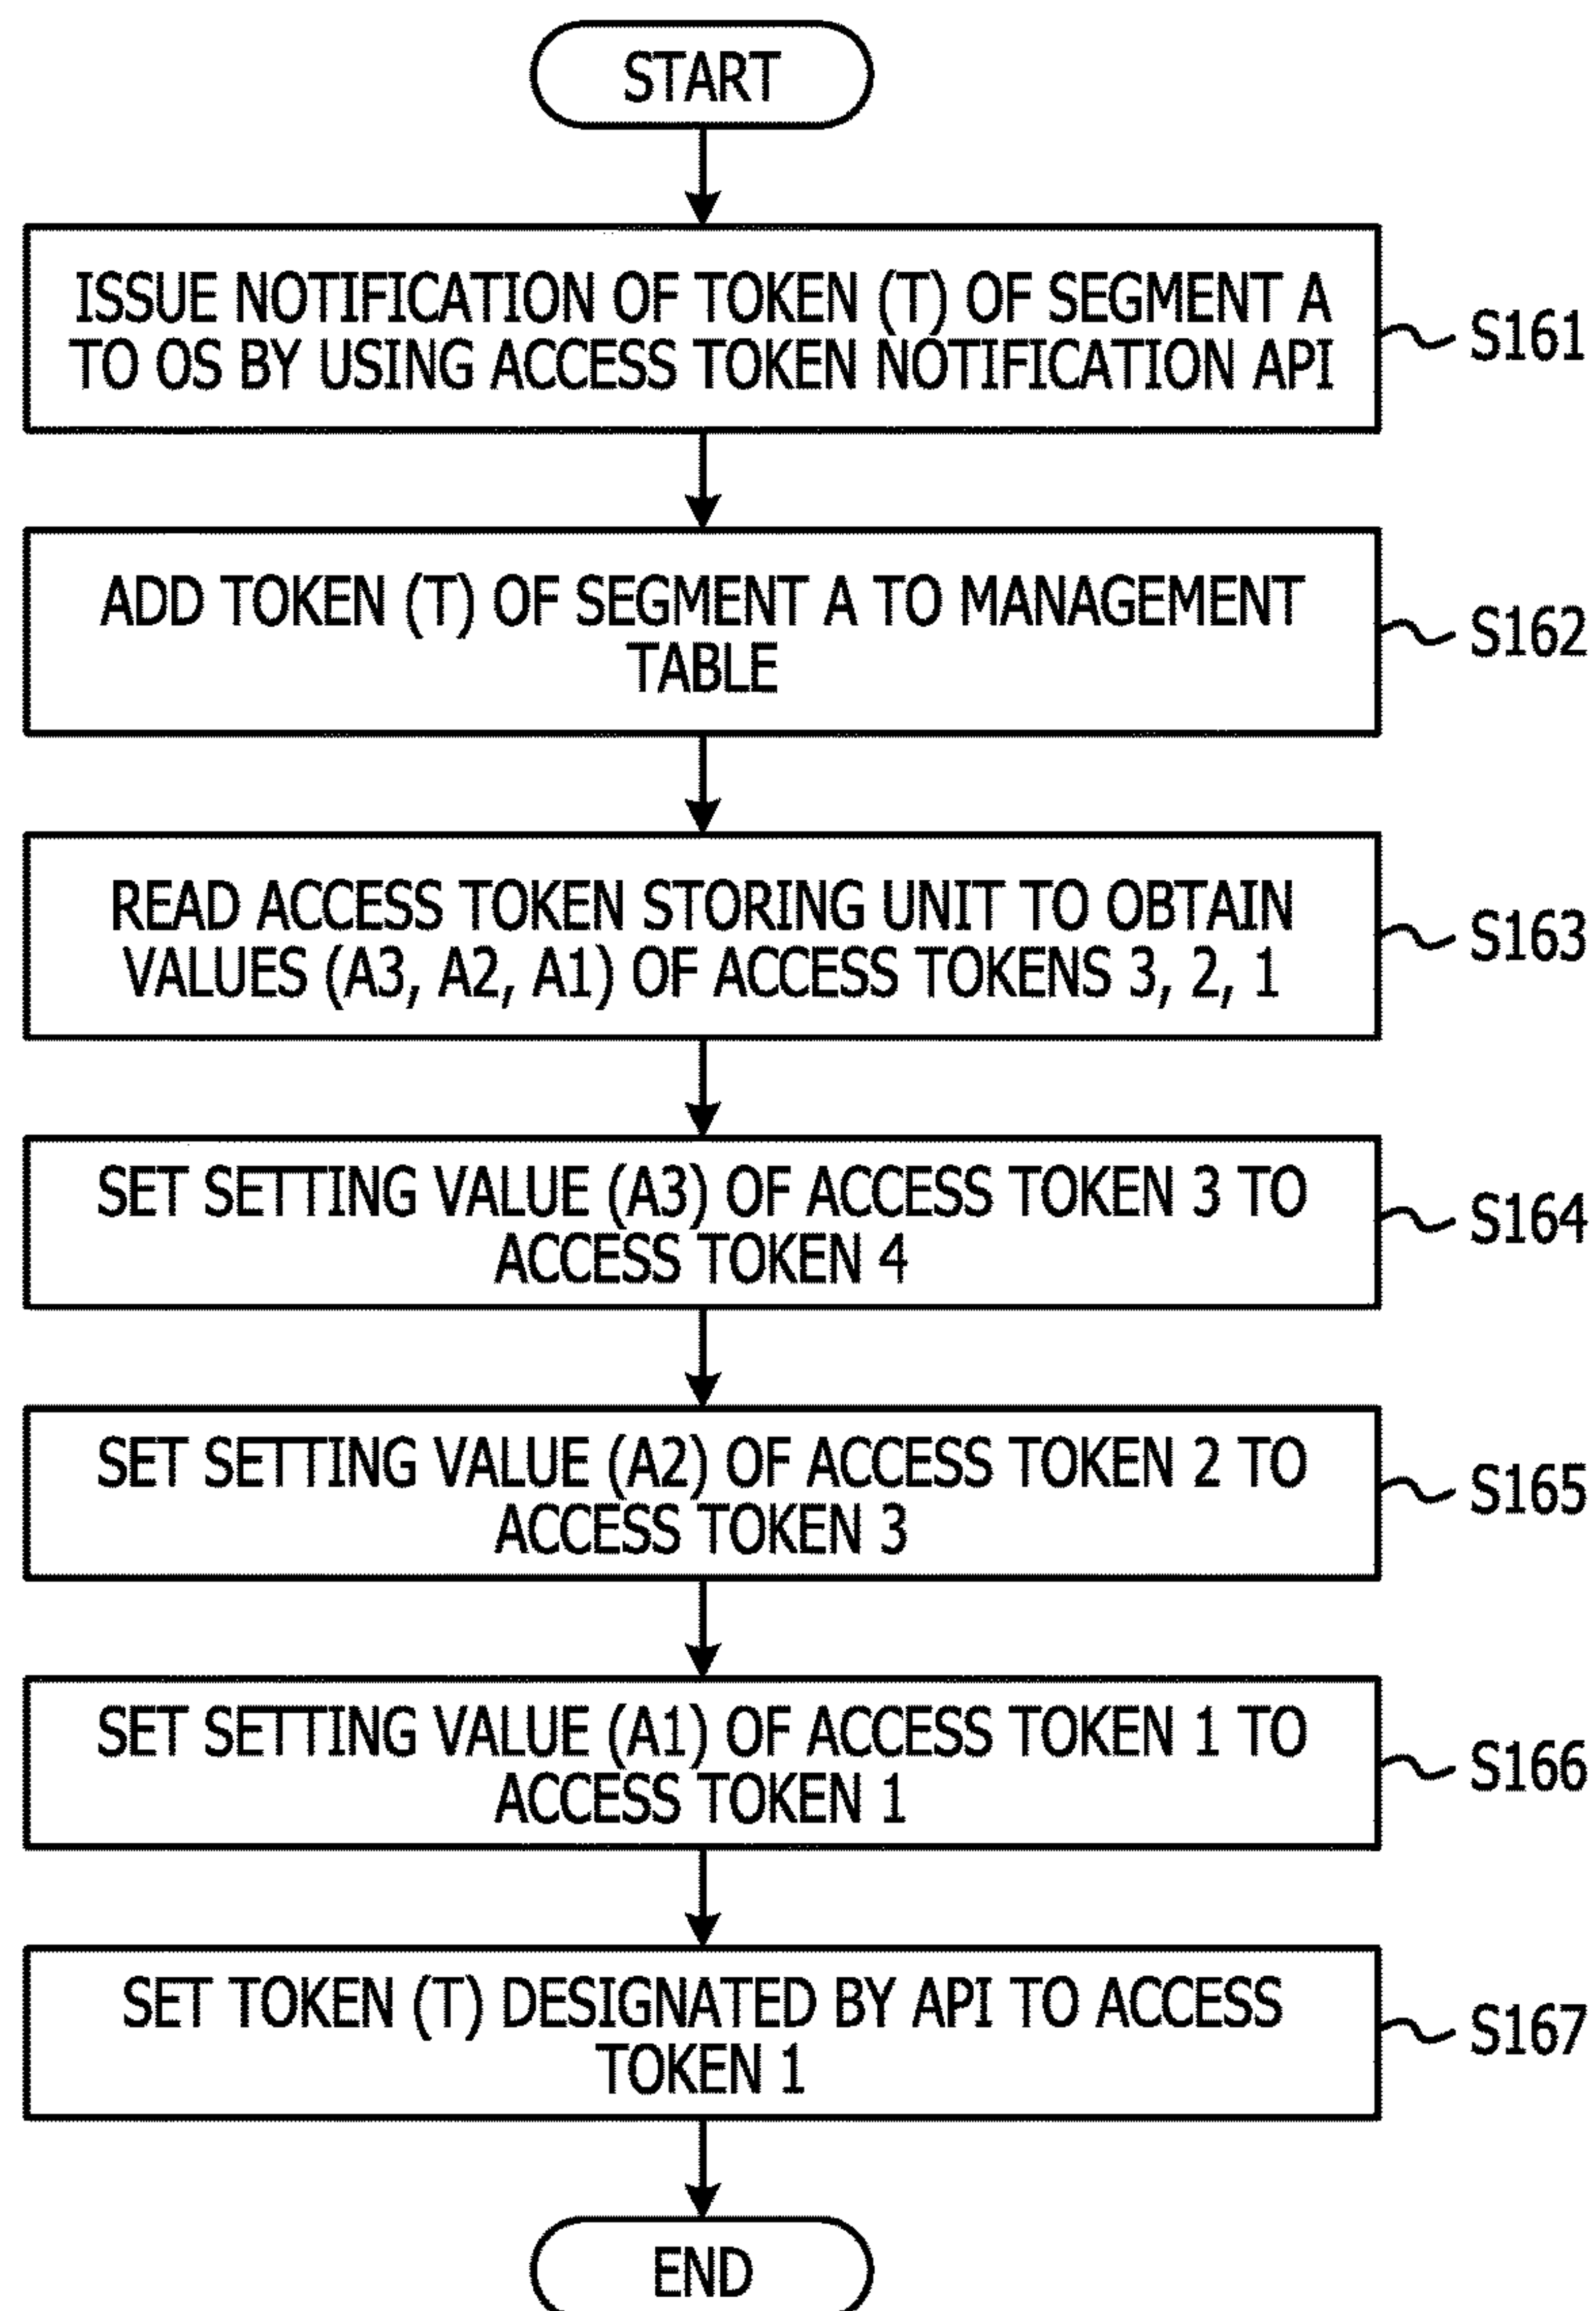 START
ISSUE NOTIFICATION OF TOKEN (T) OF SEGMENT A
TO OS BY USING ACCESS TOKEN NOTIFICATION API
S161
ADD TOKEN (T) OF SEGMENT A TO MANAGEMENT
TABLE
S162
READ ACCESS TOKEN STORING UNIT TO OBTAIN
VALUES (A3, A2, A1) OF ACCESS TOKENS 3, 2, 1
S163
SET SETTING VALUE (A3) OF ACCESS TOKEN 3 TO
ACCESS TOKEN 4
S164
SET SETTING VALUE (A2) OF ACCESS TOKEN 2 TO
ACCESS TOKEN 3
S165
SET SETTING VALUE (A1) OF ACCESS TOKEN 1 TO
ACCESS TOKEN 1
S166
SET TOKEN (T) DESIGNATED BY API TO ACCESS
TOKEN 1
S167
END